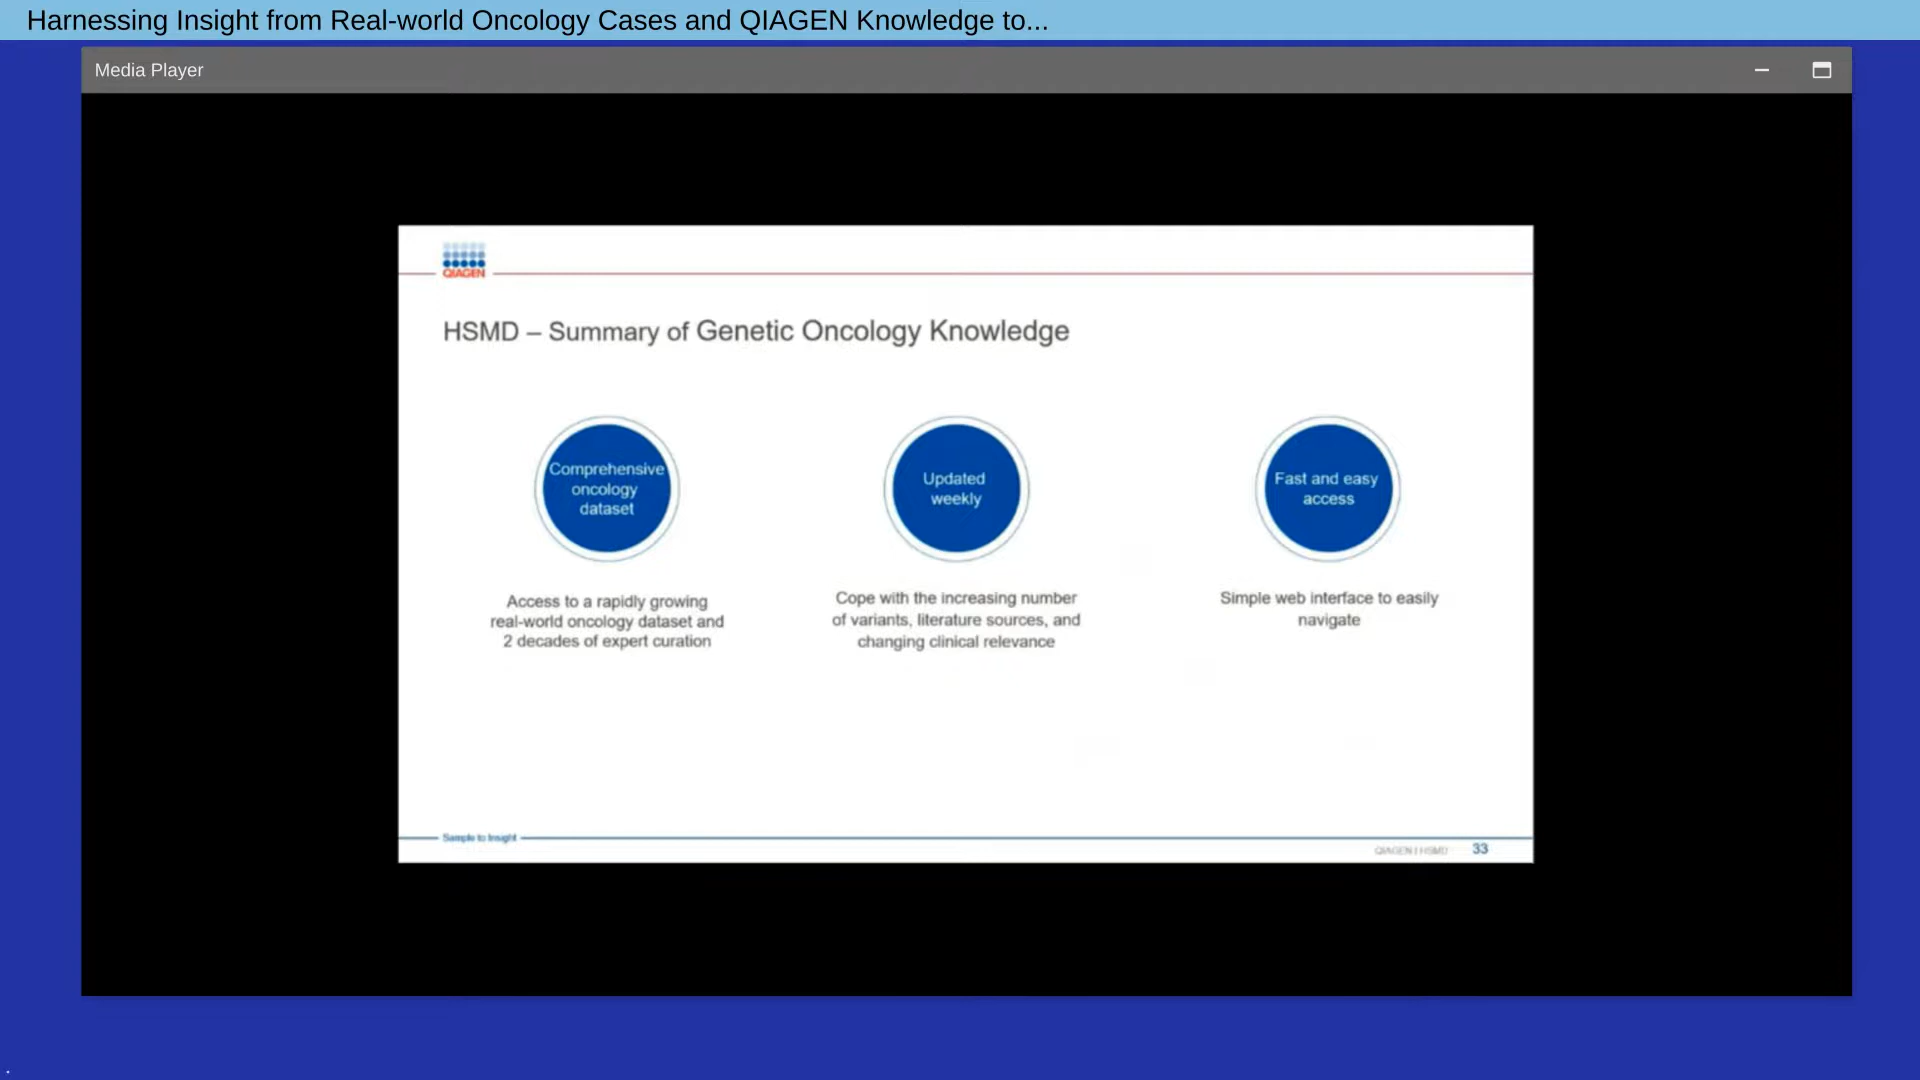 Harnessing Insight from Real-world Oncology Cases and QIAGEN Knowledge to...
Media Player
QIAGEN
HSMD – Summary of Genetic Oncology Knowledge
Comprehensive
oncology
dataset
Updated
weekly
Fast and easy
access
Access to a rapidly growing
real-world oncology dataset and
2 decades of expert curation
Cope with the increasing number
of variants, literature sources, and
changing clinical relevance
Simple web interface to easily
navigate
Sample to Insight
QIAGEN | HSMD
33